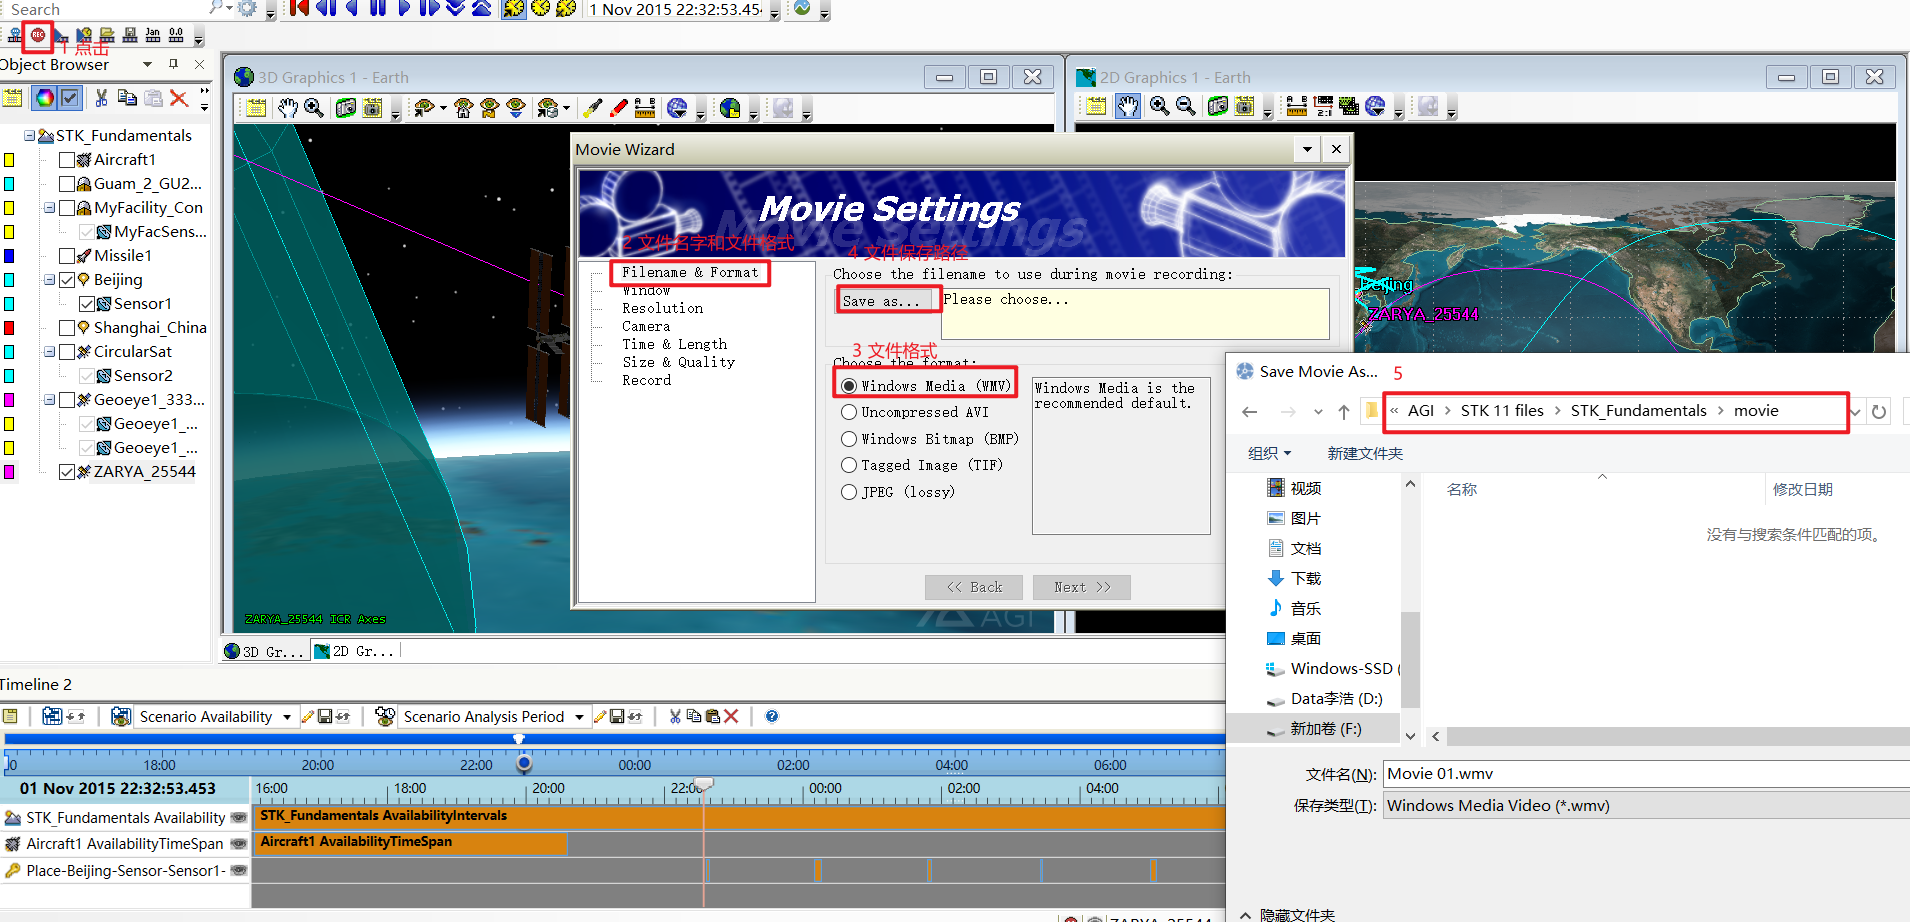 Search
1 Nov 2015 22:32:53.45
REC
Jan
0.0
1 点击
Object Browser
STK_Fundamentals
Aircraft1
Guam_2_GU2...
MyFacility_Con
MyFacSens...
Missile1
Beijing
Sensor1
Shanghai_China
CircularSat
Sensor2
Geoeye1_333...
Geoeye1_...
Geoeye1_...
ZARYA_25544
3D Graphics 1 - Earth
ZARYA_25544 ICR Axes
AGI
2D Graphics 1 - Earth
Beijing
ZARYA_25544
Movie Wizard
Movie Settings
Movie Settings
2 文件名字和文件格式
Filename & Format
Window
Resolution
Camera
Time & Length
Size & Quality
Record
4 文件保存路径
Choose the filename to use during movie recording:
Save as...
Please choose...
3 文件格式
Choose the format:
Windows Media (WMV)
Uncompressed AVI
Windows Bitmap (BMP)
Tagged Image (TIF)
JPEG (lossy)
Windows Media is the
recommended default.
<< Back
Next >>
Save Movie As...
5
« AGI > STK 11 files > STK_Fundamentals > movie
组织
新建文件夹
视频
图片
文档
下载
音乐
桌面
Windows-SSD (
Data李浩 (D:)
新加卷 (F:)
名称
修改日期
没有与搜索条件匹配的项。
文件名(N):
Movie 01.wmv
保存类型(T):
Windows Media Video (*.wmv)
隐藏文件夹
3D Gr...
2D Gr...
Timeline 2
Scenario Availability
Scenario Analysis Period
18:00
20:00
22:00
00:00
02:00
04:00
06:00
01 Nov 2015 22:32:53.453
16:00
18:00
20:00
22:00
00:00
02:00
04:00
STK_Fundamentals Availability
STK_Fundamentals AvailabilityIntervals
Aircraft1 AvailabilityTimeSpan
Aircraft1 AvailabilityTimeSpan
Place-Beijing-Sensor-Sensor1-
ZARYA_25544